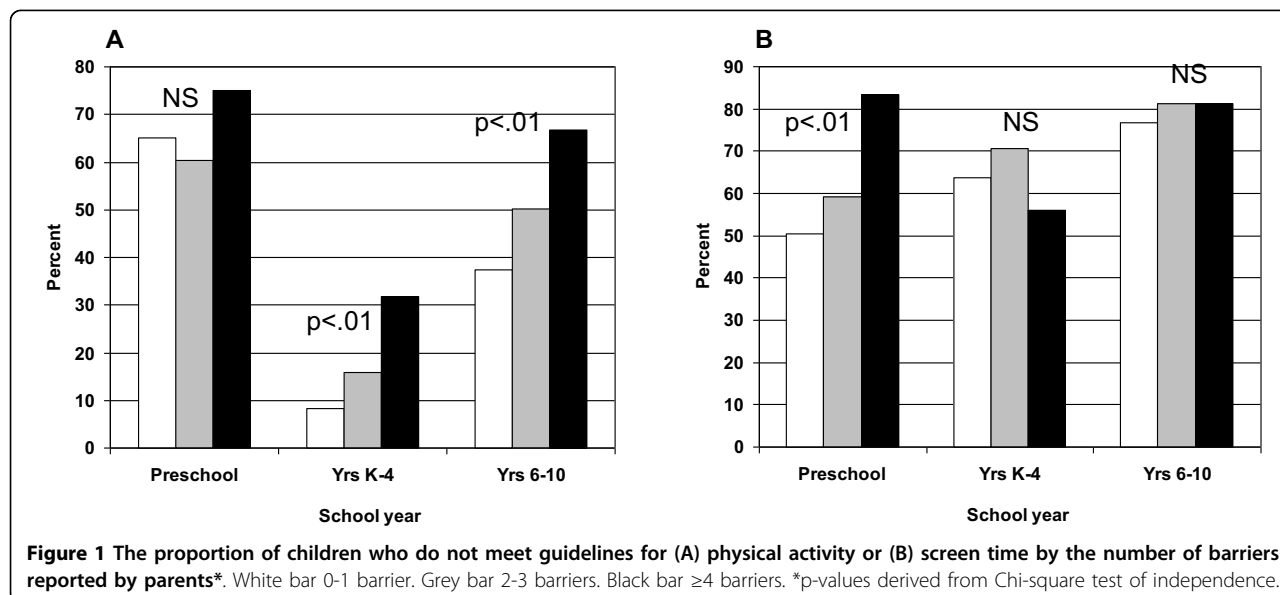 A
80
70
60
50
40
30
20
10
0
Percent
NS
p<.01
p<.01
Preschool
Yrs K-4
Yrs 6-10
School year
B
90
80
70
60
50
40
30
20
10
0
Percent
p<.01
NS
NS
Preschool
Yrs K-4
Yrs 6-10
School year
Figure 1 The proportion of children who do not meet guidelines for (A) physical activity or (B) screen time by the number of barriers
reported by parents*. White bar 0-1 barrier. Grey bar 2-3 barriers. Black bar ≥4 barriers. *p-values derived from Chi-square test of independence.